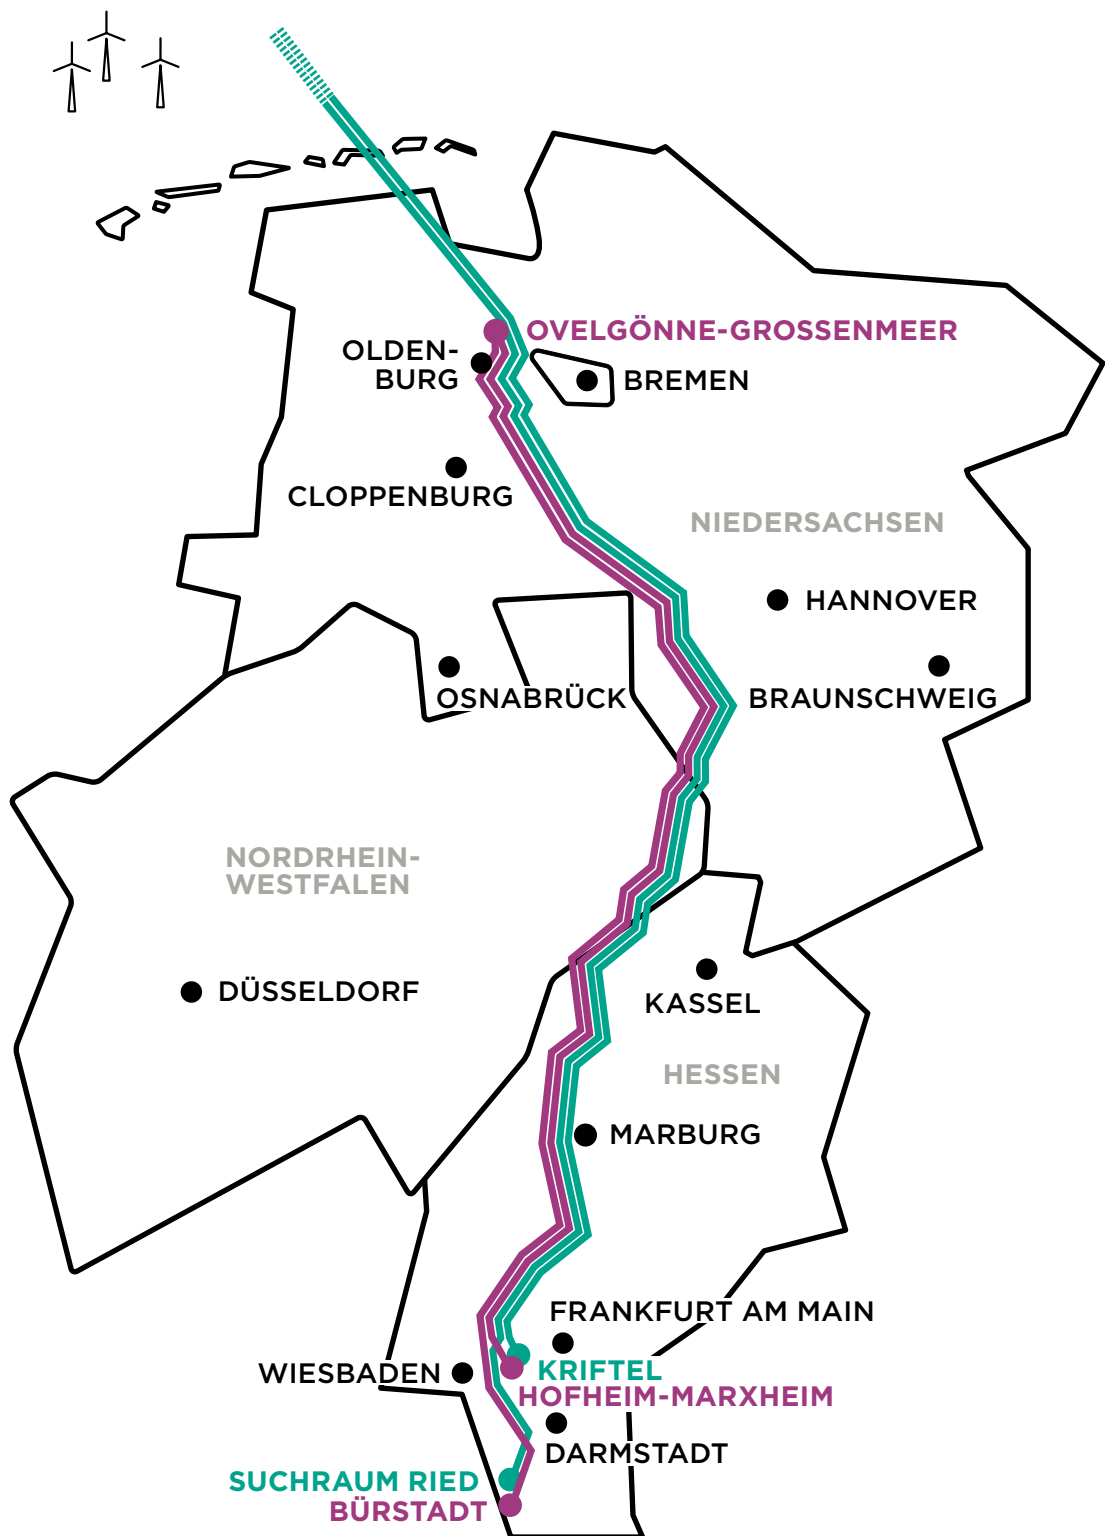 OVELGÖNNE-GROSSENMEER
OLDEN-
BURG
BREMEN
CLOPPENBURG
NIEDERSACHSEN
HANNOVER
OSNABRÜCK
BRAUNSCHWEIG
NORDRHEIN-
WESTFALEN
DÜSSELDORF
KASSEL
HESSEN
MARBURG
FRANKFURT AM MAIN
WIESBADEN
KRIFTEL
HOFHEIM-MARXHEIM
DARMSTADT
SUCHRAUM RIED
BÜRSTADT